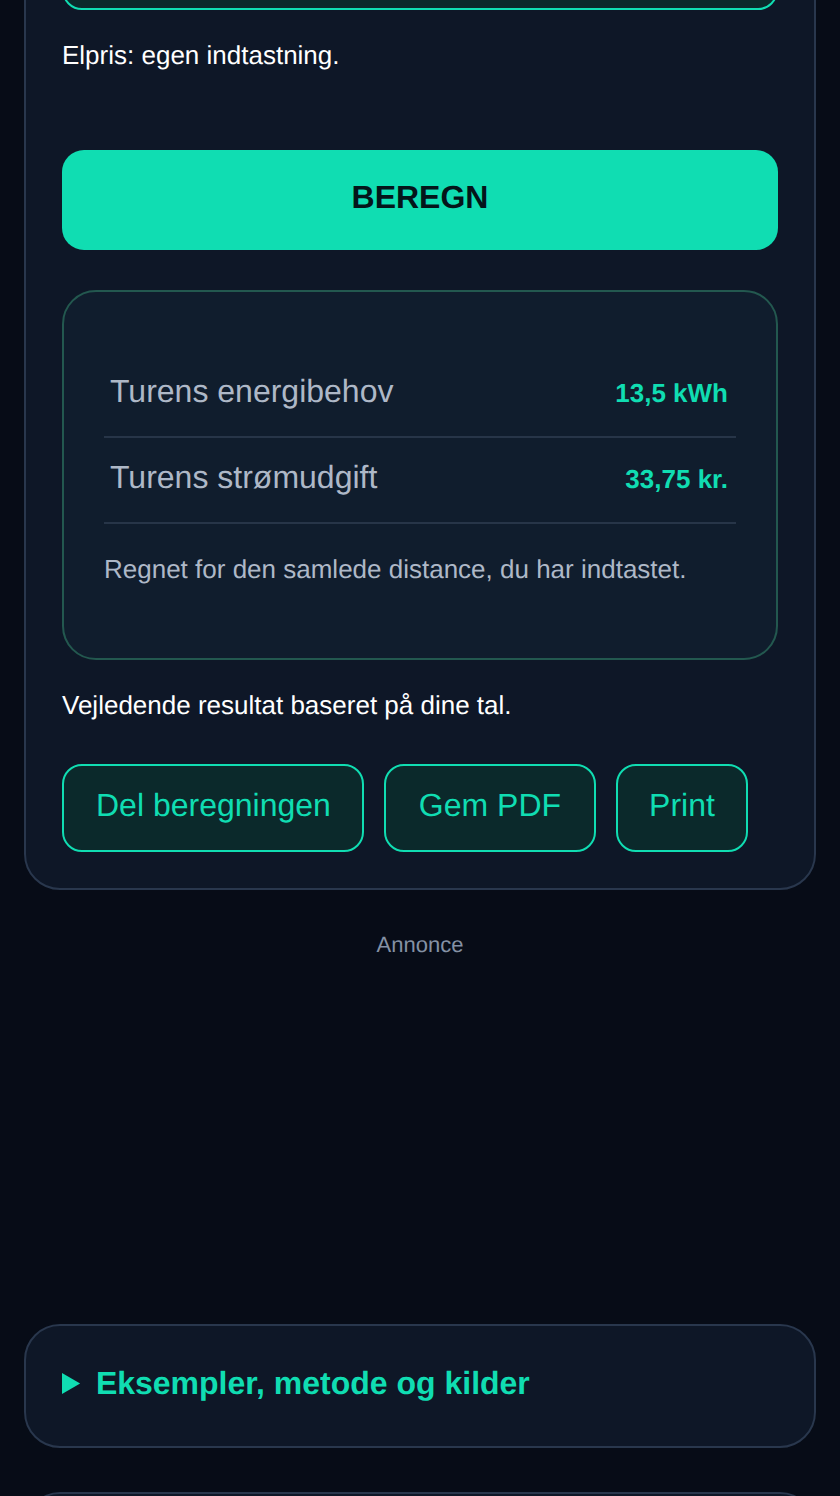 Elpris: egen indtastning.
BEREGN
Turens energibehov 13,5 kWh
Turens strømudgift 33,75 kr.
Regnet for den samlede distance, du har indtastet.
Vejledende resultat baseret på dine tal.
Del beregningen Gem PDF Print
Annonce
Eksempler, metode og kilder